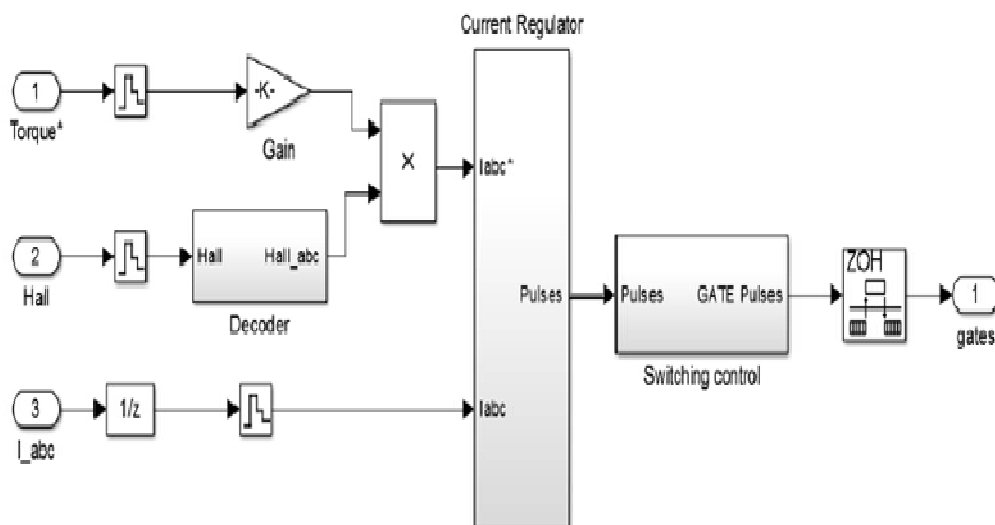 Current Regulator
1
Torque*
-K-
Gain
X
Iabc*
2
Hall
Hall
Hall_abc
Decoder
Pulses
Pulses
GATE Pulses
Switching control
ZOH
1
gates
3
I_abc
1/z
Iabc